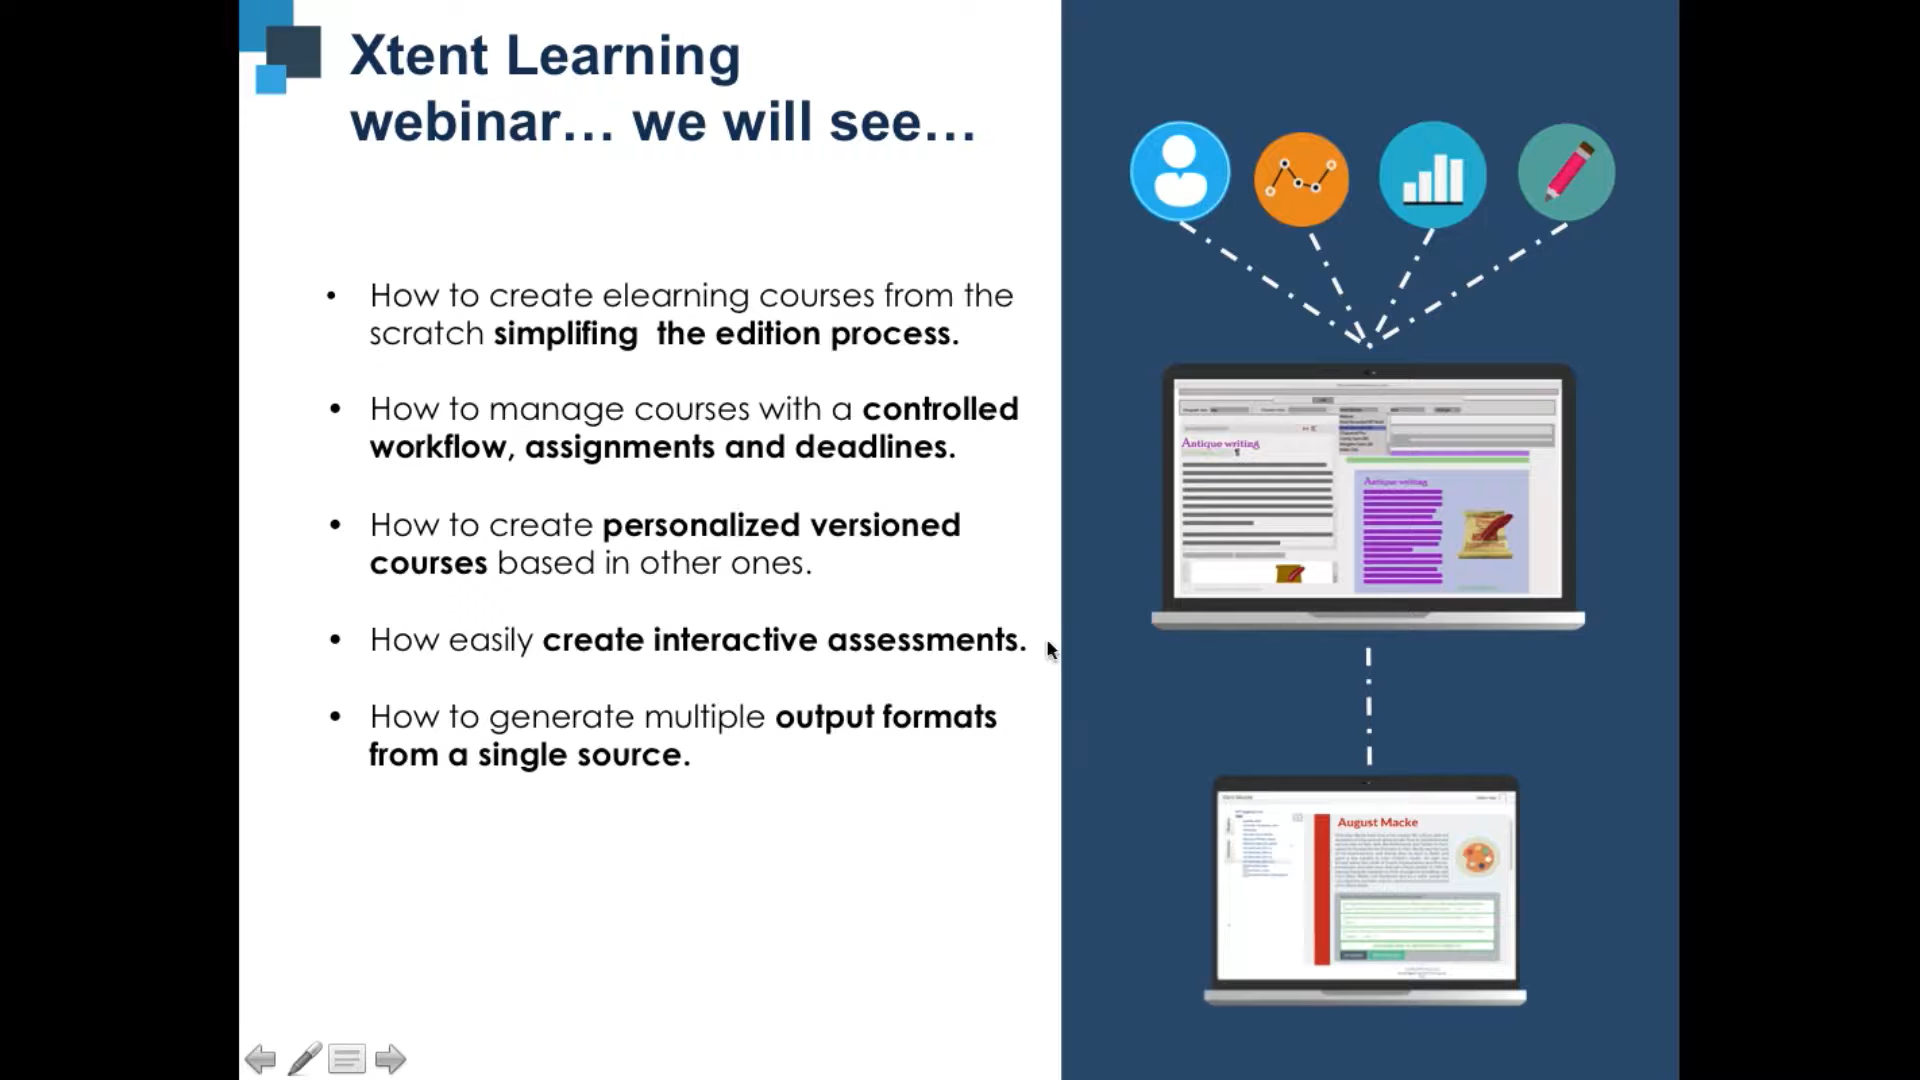 Xtent Learning
webinar… we will see…
• How to create elearning courses from the
scratch simplifing the edition process.
• How to manage courses with a controlled
workflow, assignments and deadlines.
• How to create personalized versioned
courses based in other ones.
• How easily create interactive assessments.
• How to generate multiple output formats
from a single source.
Antique writing
Antique writing
August Macke